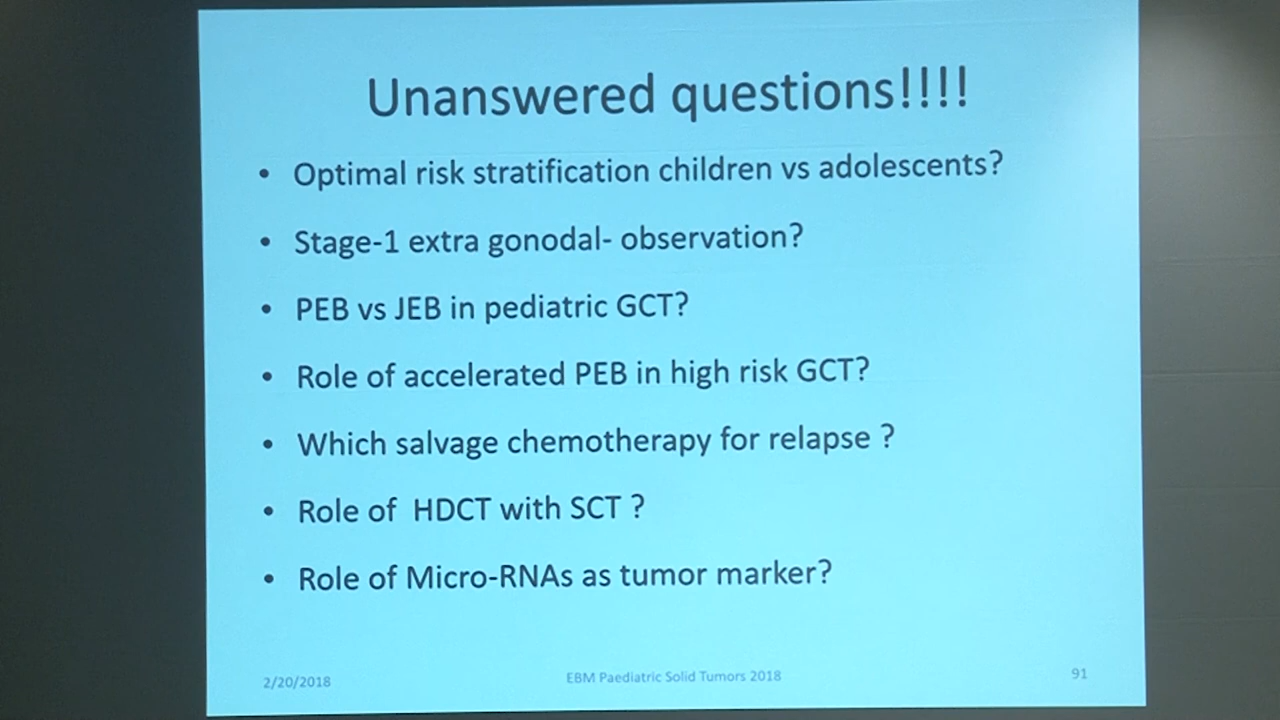 Unanswered questions!!!!
• Optimal risk stratification children vs adolescents?
• Stage-1 extra gonodal- observation?
• PEB vs JEB in pediatric GCT?
• Role of accelerated PEB in high risk GCT?
• Which salvage chemotherapy for relapse ?
• Role of  HDCT with SCT ?
• Role of Micro-RNAs as tumor marker?
2/20/2018 EBM Paediatric Solid Tumors 2018 91